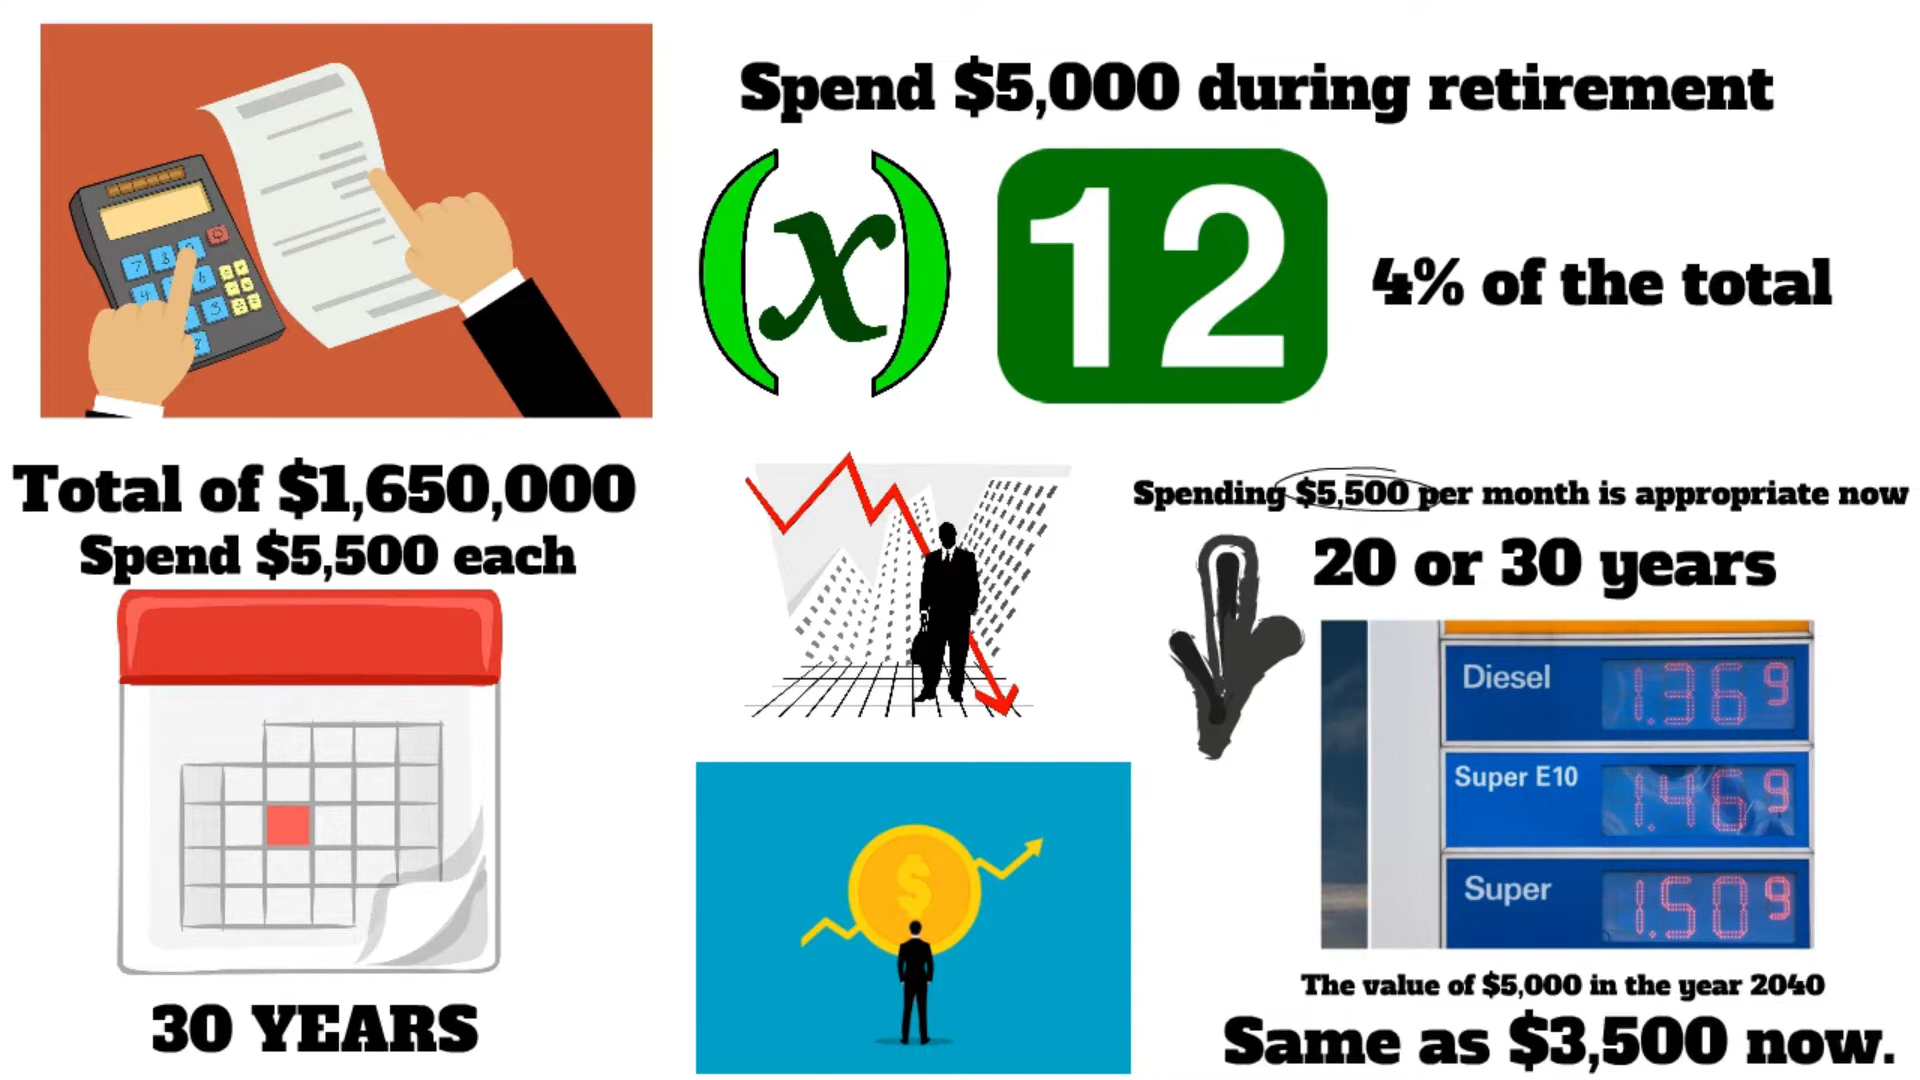 Spend $5,000 during retirement
(x) 12
4% of the total
Total of $1,650,000
Spend $5,500 each
30 YEARS
Spending $5,500 per month is appropriate now
20 or 30 years
Diesel 1.369
Super E10 1.469
Super 1.509
The value of $5,000 in the year 2040
Same as $3,500 now.